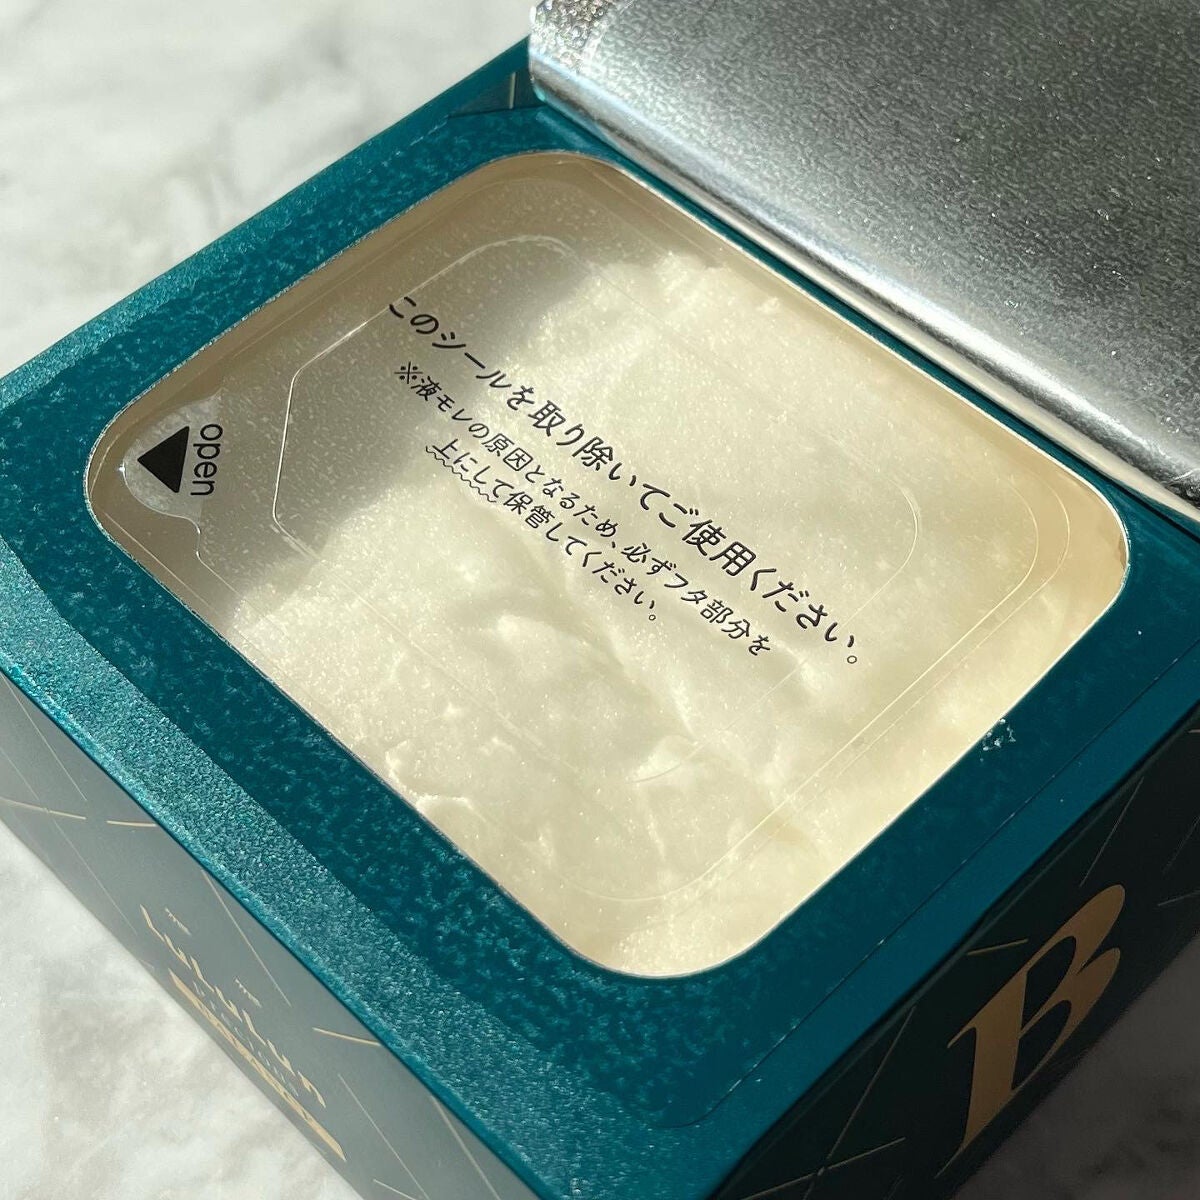 このシールを取り除いてご使用ください。
※液モレの原因となるため、必ずフタ部分を
上にして保管してください。
open
LuLuLun
B